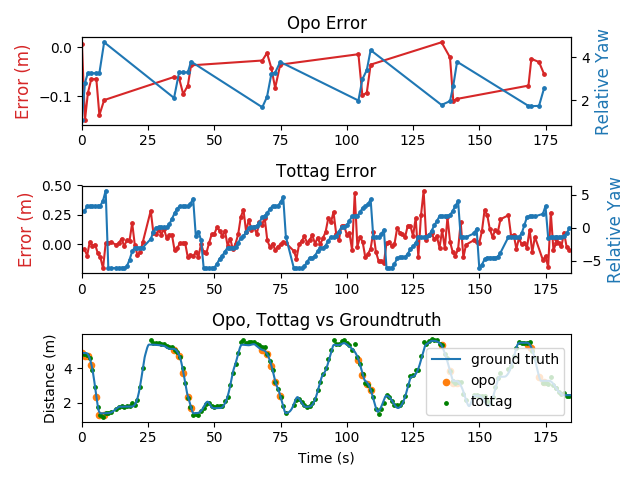 Opo Error
Error (m)
0.0
−0.1
4
2
Relative Yaw
0 25 50 75 100 125 150 175
Tottag Error
Error (m)
0.50
0.25
0.00
5
0
−5
Relative Yaw
0 25 50 75 100 125 150 175
Opo, Tottag vs Groundtruth
Distance (m)
4
2
ground truth
opo
tottag
0 25 50 75 100 125 150 175
Time (s)